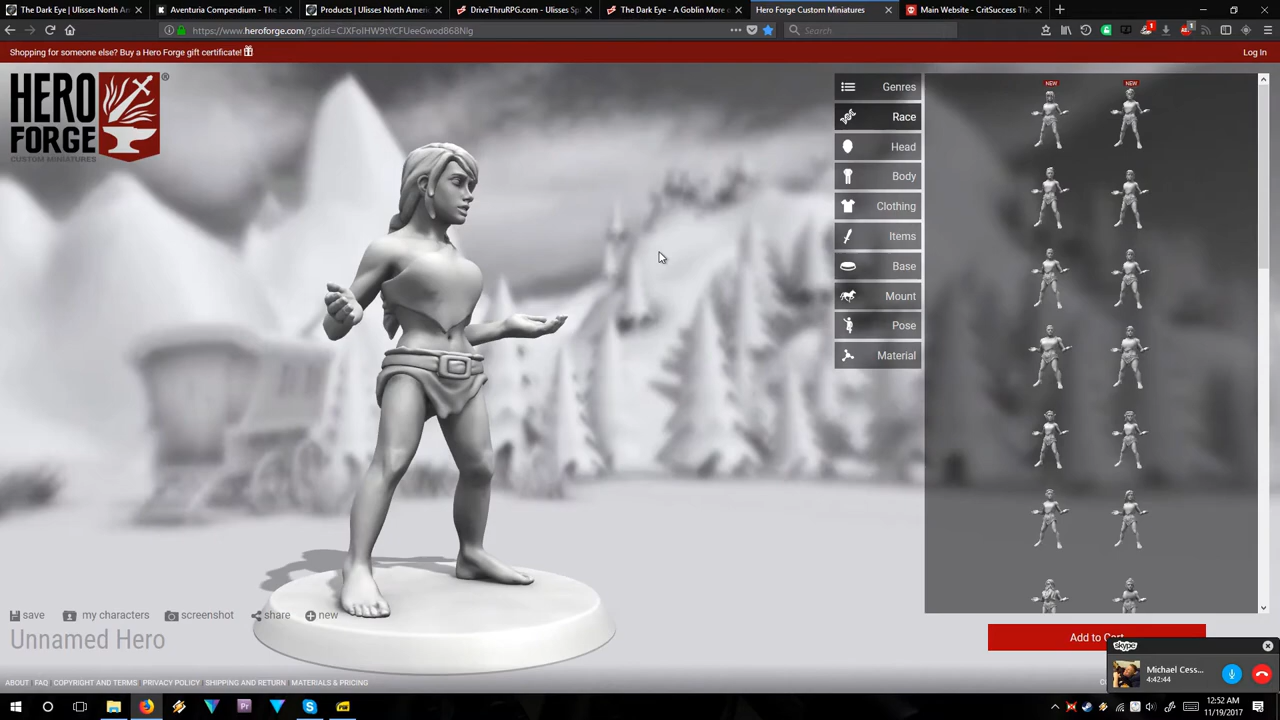 The Dark Eye | Ulisses North Am
Aventuria Compendium - The D
Products | Ulisses North Americ
DriveThruRPG.com - Ulisses Sp
The Dark Eye - A Goblin More o
Hero Forge Custom Miniatures
Main Website - CritSuccess The
https://www.heroforge.com/?gclid=CJXFoIHW9tYCFUeeGwod868Nig
Search
Shopping for someone else? Buy a Hero Forge gift certificate!
Log In
HERO
FORGE
CUSTOM MINIATURES
Genres
Race
Head
Body
Clothing
Items
Base
Mount
Pose
Material
NEW NEW
save my characters screenshot share new
Unnamed Hero
Add to Cart
ABOUT | FAQ | COPYRIGHT AND TERMS | PRIVACY POLICY | SHIPPING AND RETURN | MATERIALS & PRICING
skype
Michael Cess...
4:42:44
12:52 AM
11/19/2017